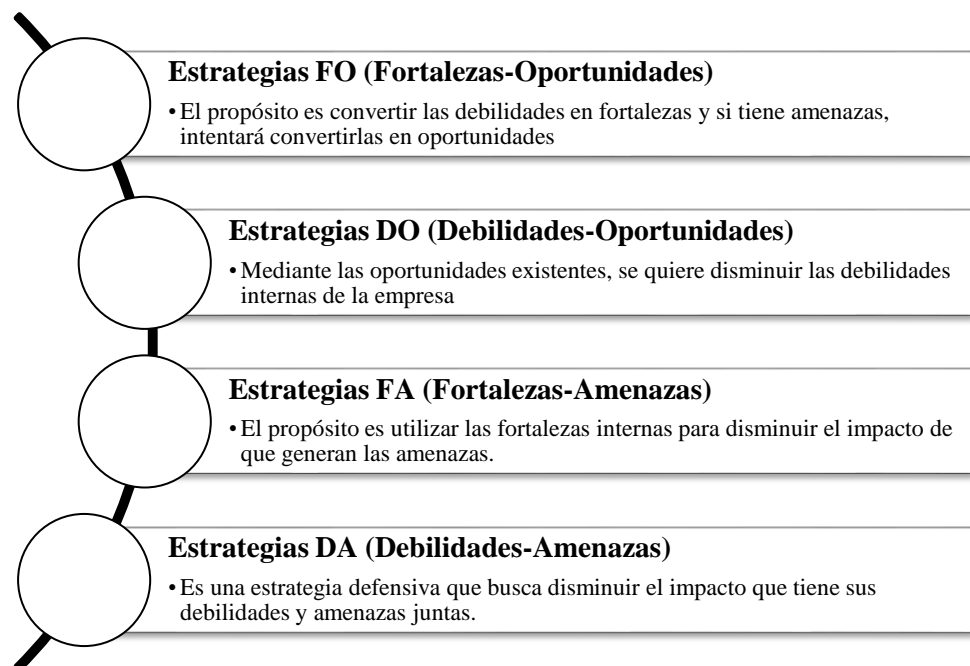 Estrategias FO (Fortalezas-Oportunidades)
•El propósito es convertir las debilidades en fortalezas y si tiene amenazas,
intentará convertirlas en oportunidades
Estrategias DO (Debilidades-Oportunidades)
•Mediante las oportunidades existentes, se quiere disminuir las debilidades
internas de la empresa
Estrategias FA (Fortalezas-Amenazas)
•El propósito es utilizar las fortalezas internas para disminuir el impacto de
que generan las amenazas.
Estrategias DA (Debilidades-Amenazas)
•Es una estrategia defensiva que busca disminuir el impacto que tiene sus
debilidades y amenazas juntas.